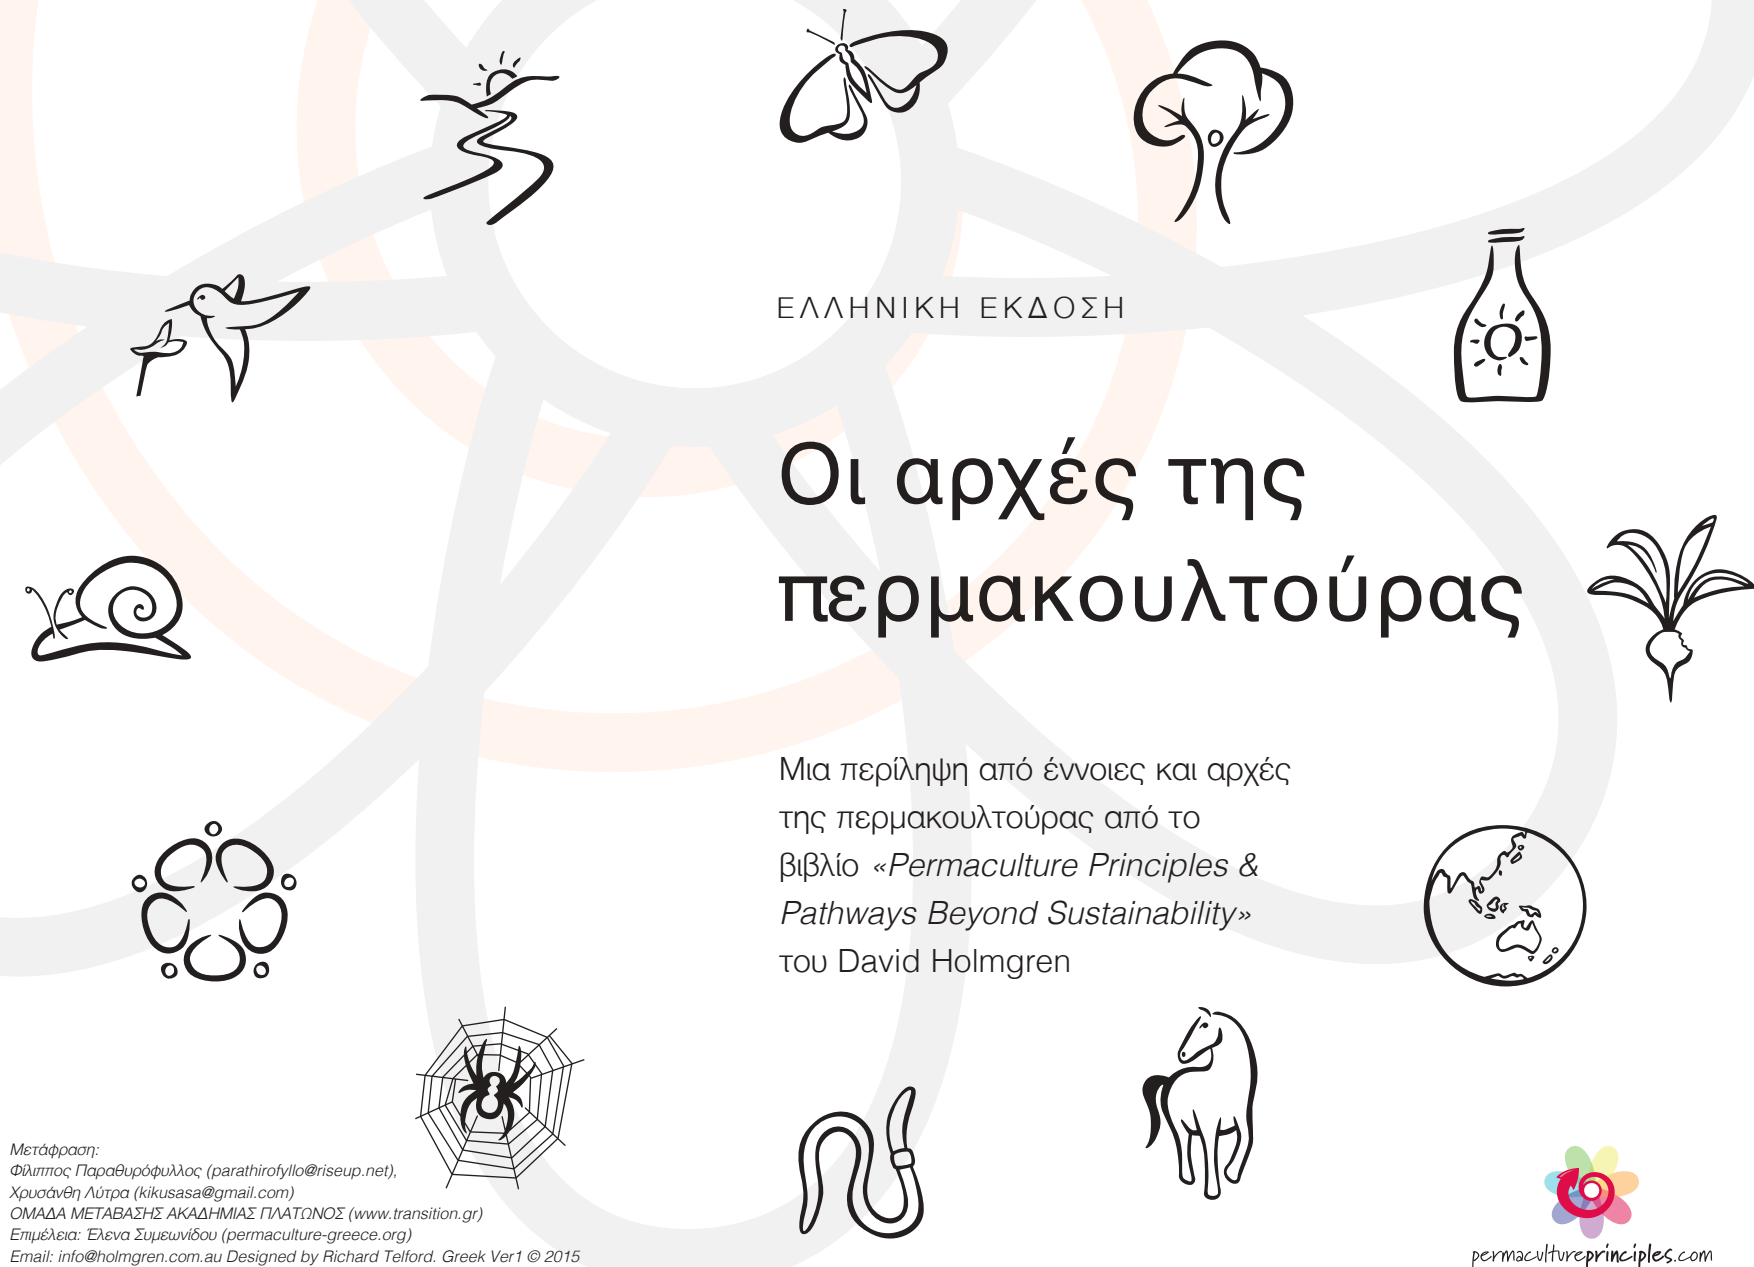 ΕΛΛΗΝΙΚΗ ΕΚΔΟΣΗ
Οι αρχές της
περμακουλτούρας
Μια περίληψη από έννοιες και αρχές
της περμακουλτούρας από το
βιβλίο «Permaculture Principles &
Pathways Beyond Sustainability»
του David Holmgren
Μετάφραση:
Φίλιππος Παραθυρόφυλλος (parathirofyllo@riseup.net),
Χρυσάνθη Λύτρα (kikusasa@gmail.com)
ΟΜΑΔΑ ΜΕΤΑΒΑΣΗΣ ΑΚΑΔΗΜΙΑΣ ΠΛΑΤΩΝΟΣ (www.transition.gr)
Επιμέλεια: Έλενα Συμεωνίδου (permaculture-greece.org)
Email: info@holmgren.com.au Designed by Richard Telford. Greek Ver1 © 2015
permacultureprinciples.com